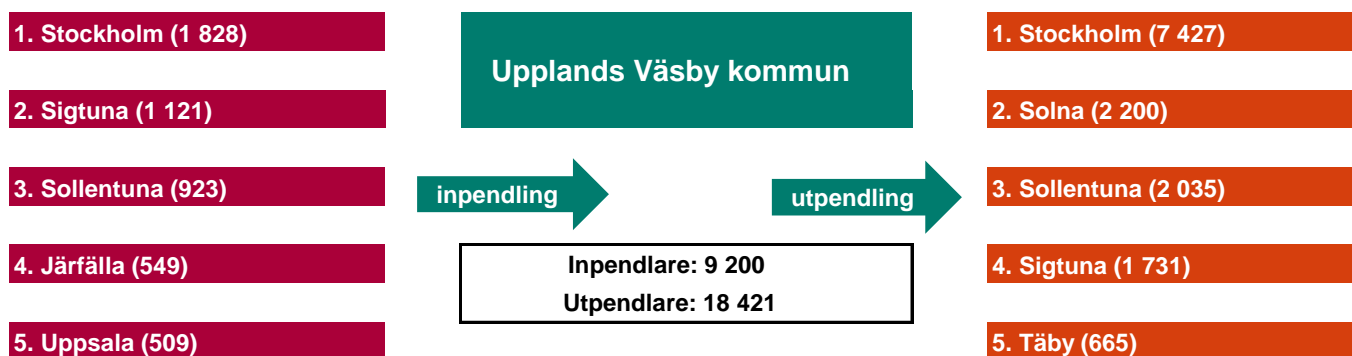 1. Stockholm (1 828)
2. Sigtuna (1 121)
3. Sollentuna (923)
4. Järfälla (549)
5. Uppsala (509)
Upplands Väsby kommun
inpendling
utpendling
Inpendlare: 9 200
Utpendlare: 18 421
1. Stockholm (7 427)
2. Solna (2 200)
3. Sollentuna (2 035)
4. Sigtuna (1 731)
5. Täby (665)